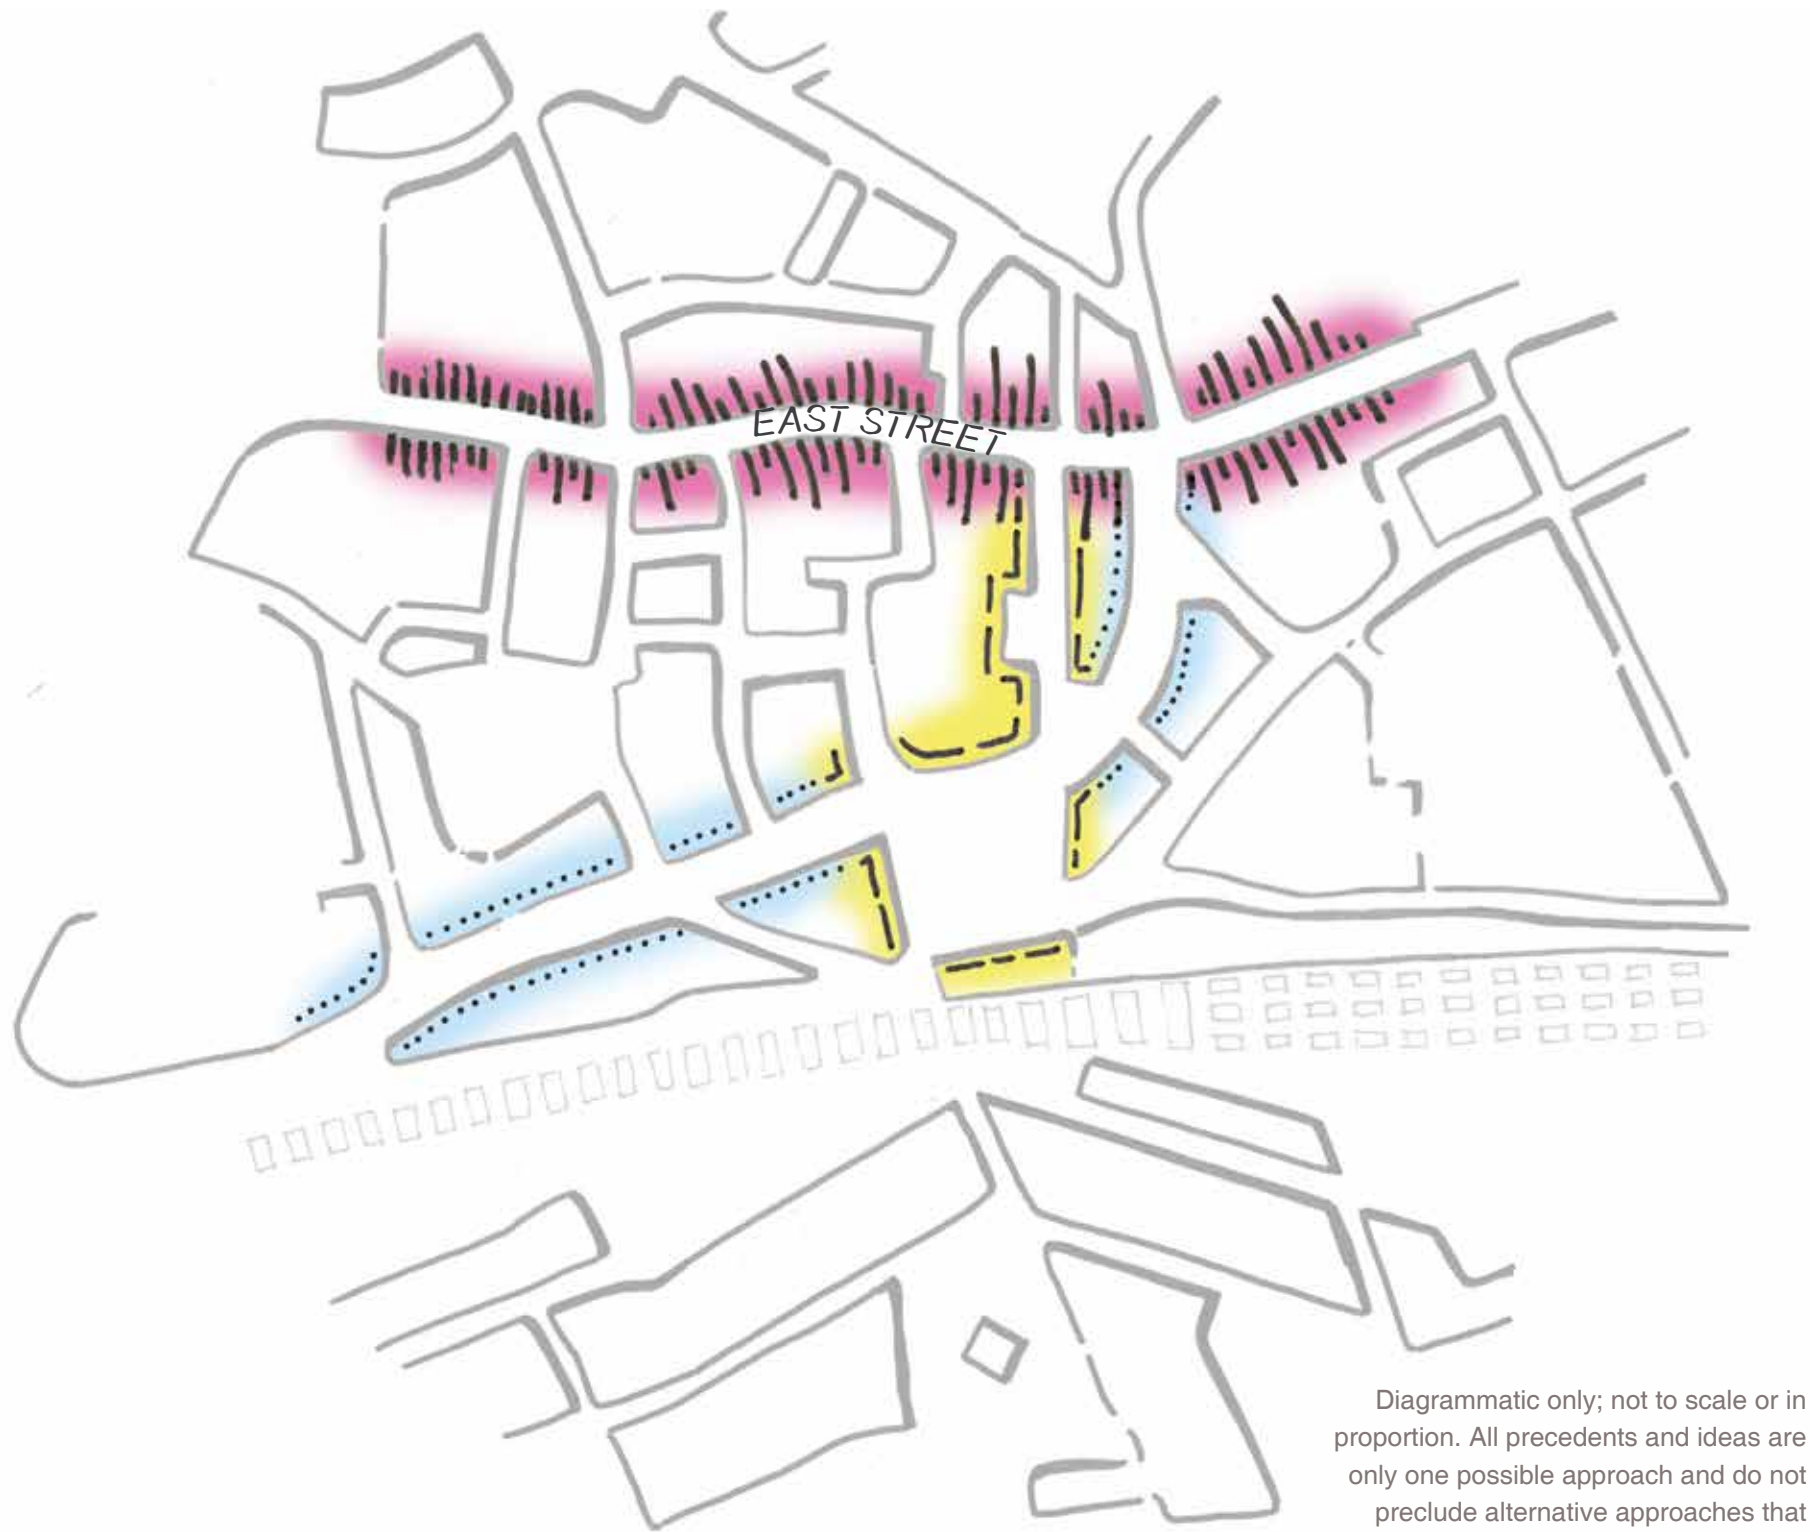 EAST STREET
Diagrammatic only; not to scale or in
proportion. All precedents and ideas are
only one possible approach and do not
preclude alternative approaches that